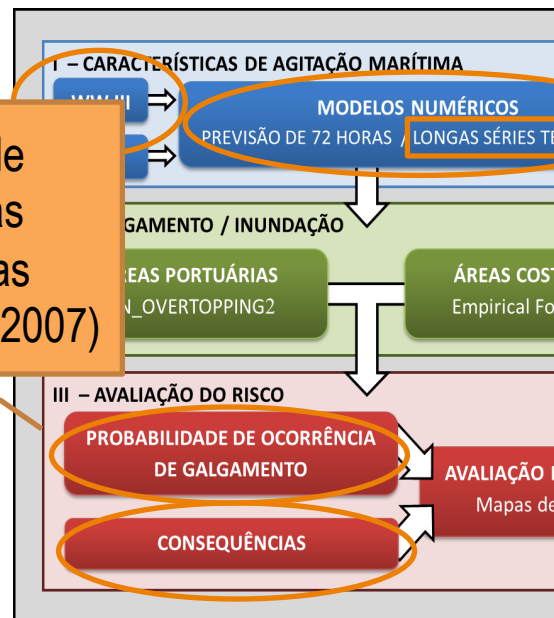 I – CARACTERÍSTICAS DE AGITAÇÃO MARÍTIMA
WW III
MODELOS NUMÉRICOS
PREVISÃO DE 72 HORAS / LONGAS SÉRIES TE
de
as
as
2007)
GAMENTO / INUNDAÇÃO
EAS PORTUÁRIAS
N_OVERTOPPING2
ÁREAS COST
Empirical Fo
III – AVALIAÇÃO DO RISCO
PROBABILIDADE DE OCORRÊNCIA
DE GALGAMENTO
CONSEQUÊNCIAS
AVALIAÇÃO
Mapas de